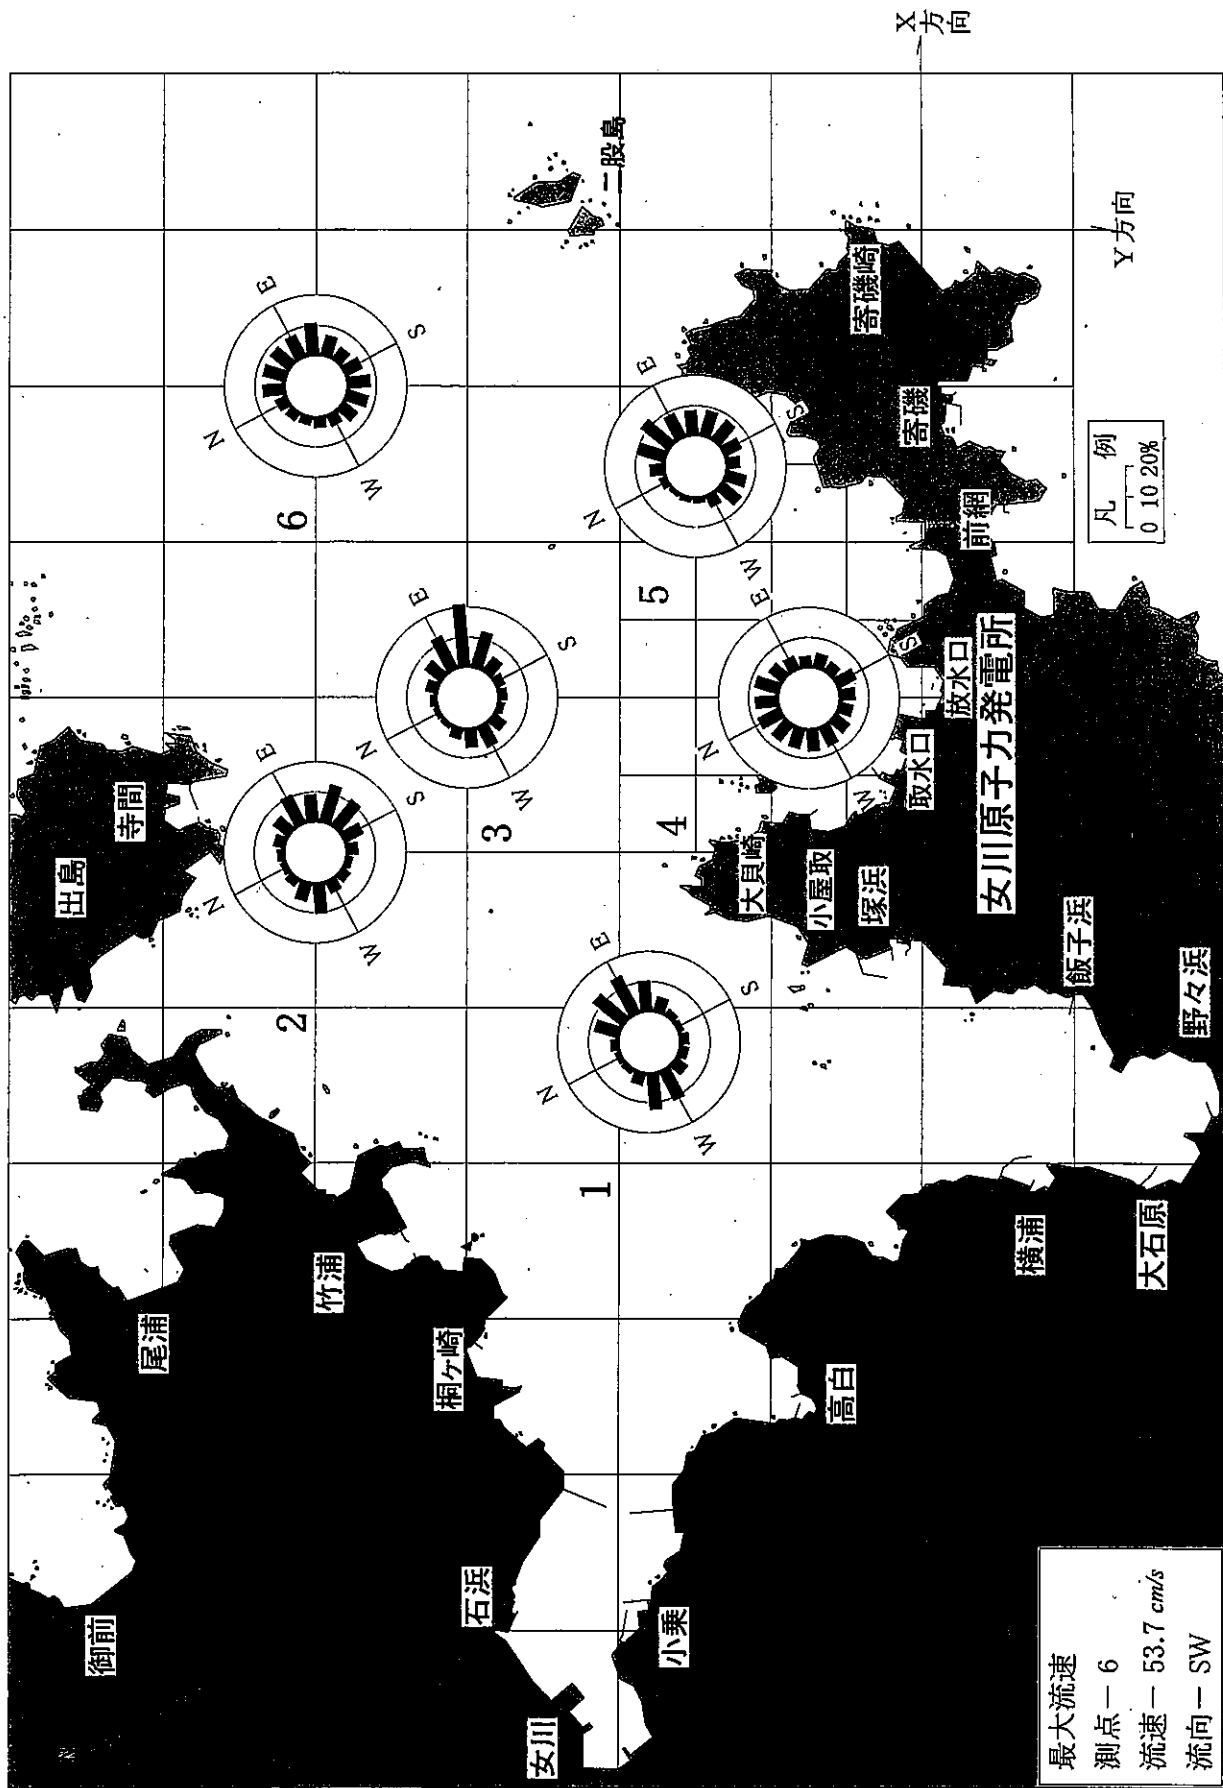 X方向
Y方向
二股島
寄磯崎
寄磯
前網
凡 例
0 10 20%
出島
寺間
女川原子力発電所
放水口
取水口
大貝崎
小屋取
塚浜
飯子浜
野々浜
尾浦
竹浦
桐ヶ崎
御前
石浜
女川
小乗
高白
横浦
大石原
1
N
E
S
W
2
N
E
S
W
3
N
E
S
W
4
N
E
S
W
5
N
E
S
W
6
N
E
S
W
最大流速
測点－6
流速－53.7 cm/s
流向－SW